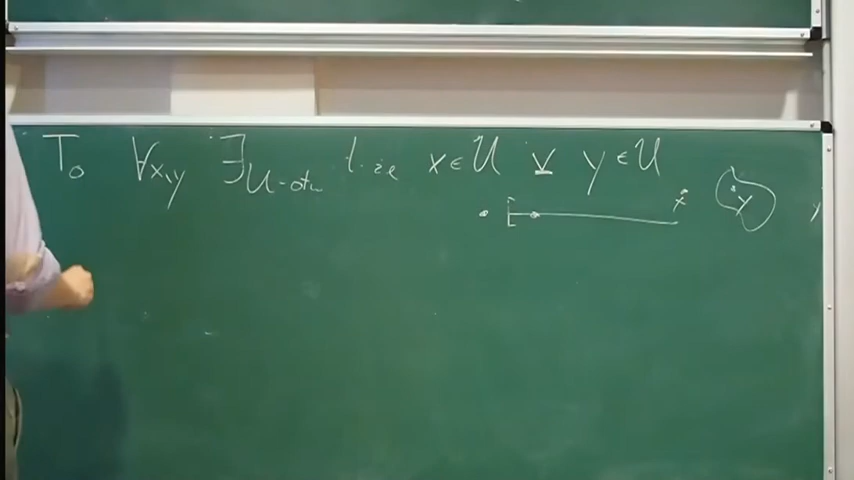 T₀ ∀x,y ∃U-otw t. że x ∈ U ⊻ y ∈ U
x y